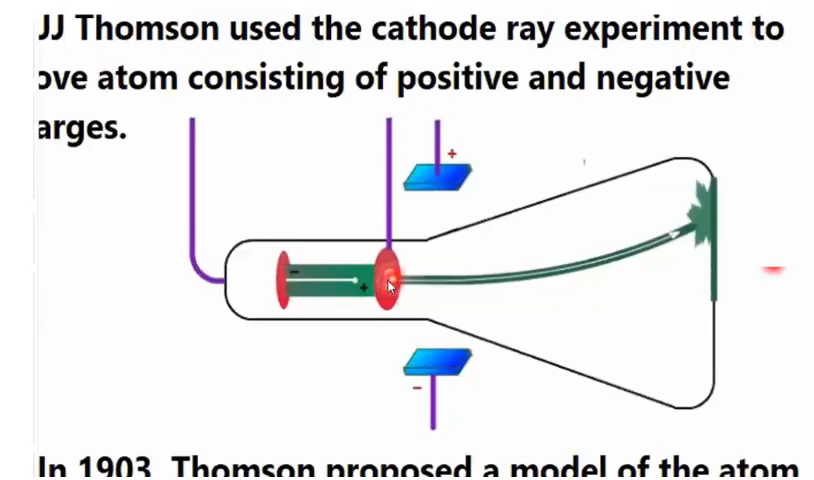 JJ Thomson used the cathode ray experiment to
ove atom consisting of positive and negative
arges.
+
− +
−
In 1903, Thomson proposed a model of the atom